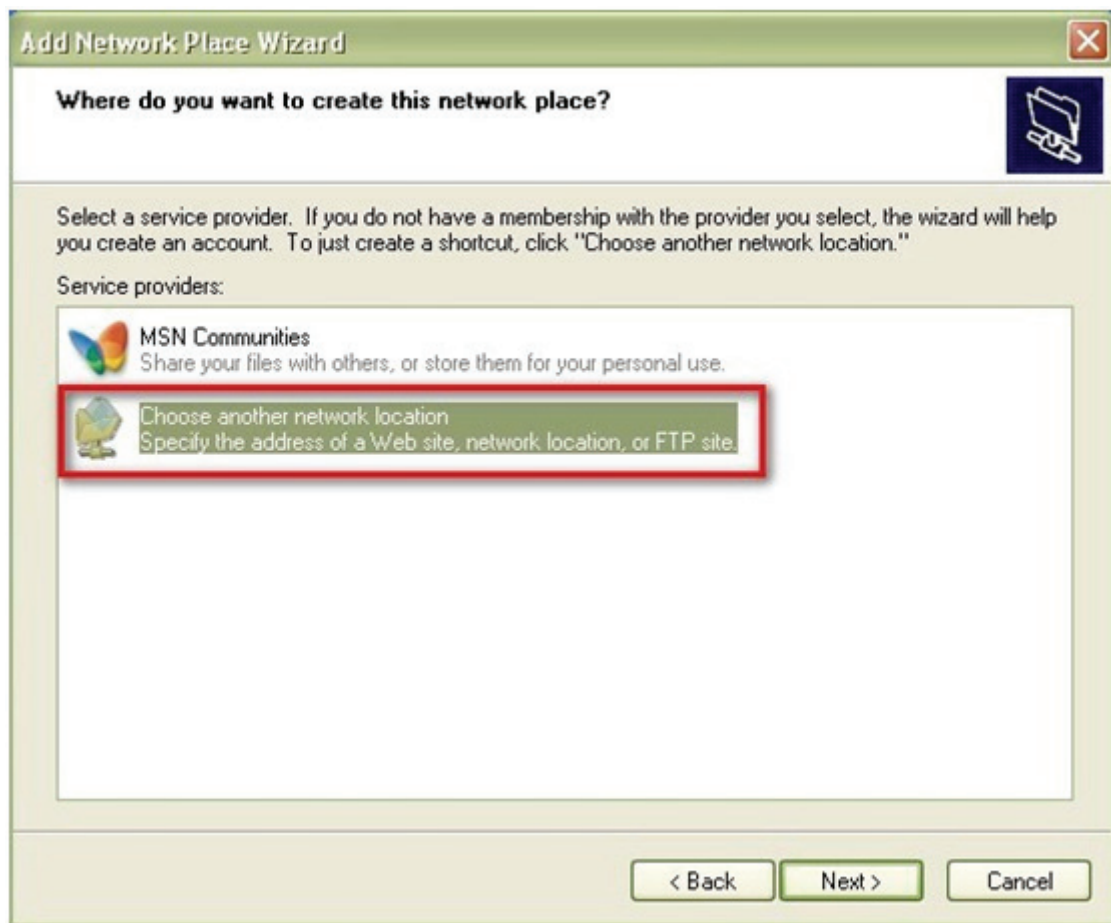 Add Network Place Wizard
Where do you want to create this network place?
Select a service provider. If you do not have a membership with the provider you select, the wizard will help
you create an account. To just create a shortcut, click "Choose another network location."
Service providers:
MSN Communities
Share your files with others, or store them for your personal use.
Choose another network location
Specify the address of a Web site, network location, or FTP site.
< Back
Next >
Cancel